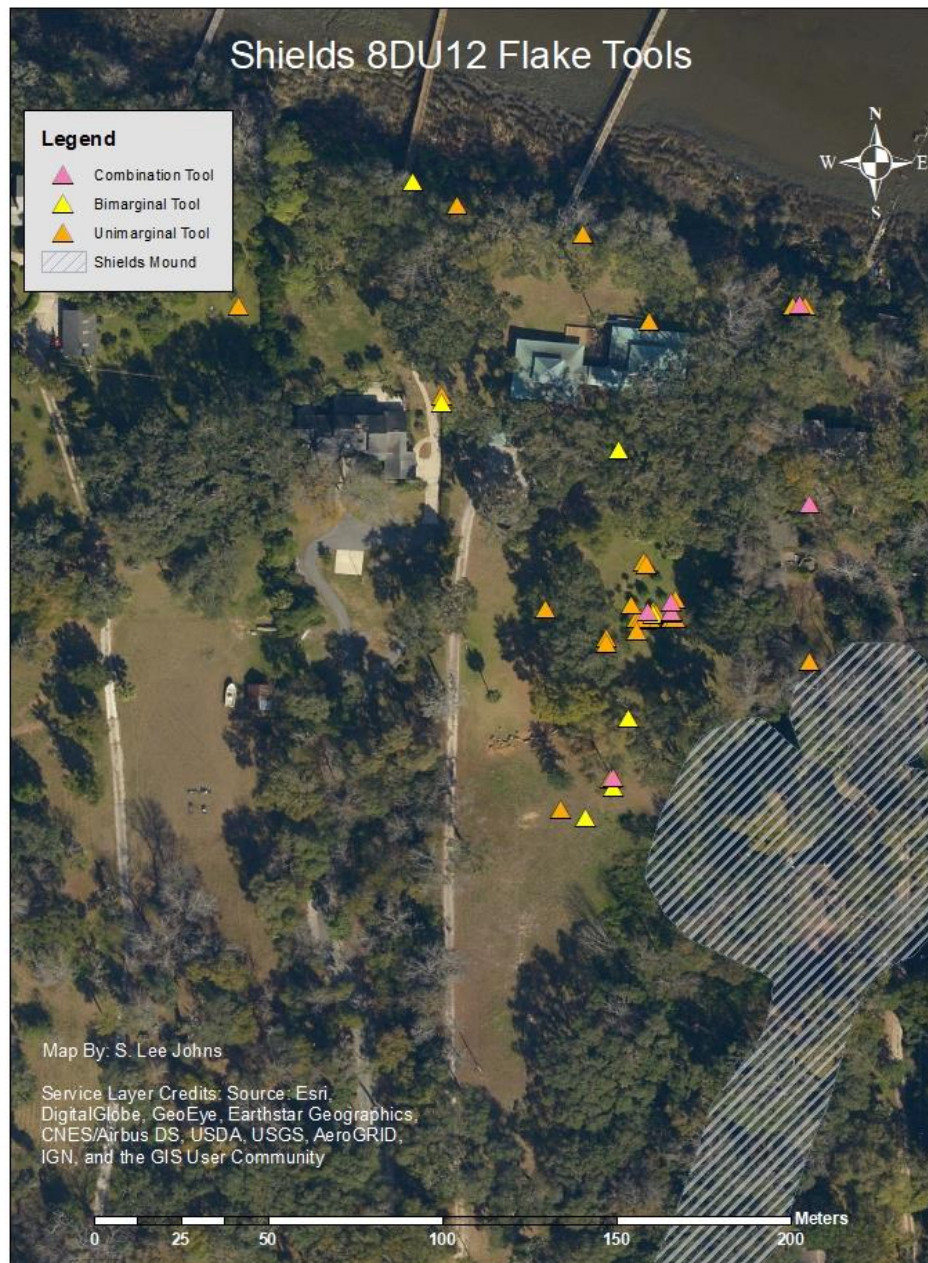 Shields 8DU12 Flake Tools
Legend
Combination Tool
Bimarginal Tool
Unimarginal Tool
Shields Mound
N
W E
S
Map By: S. Lee Johns
Service Layer Credits: Source: Esri,
DigitalGlobe, GeoEye, Earthstar Geographics,
CNES/Airbus DS, USDA, USGS, AeroGRID,
IGN, and the GIS User Community
Meters
0 25 50 100 150 200